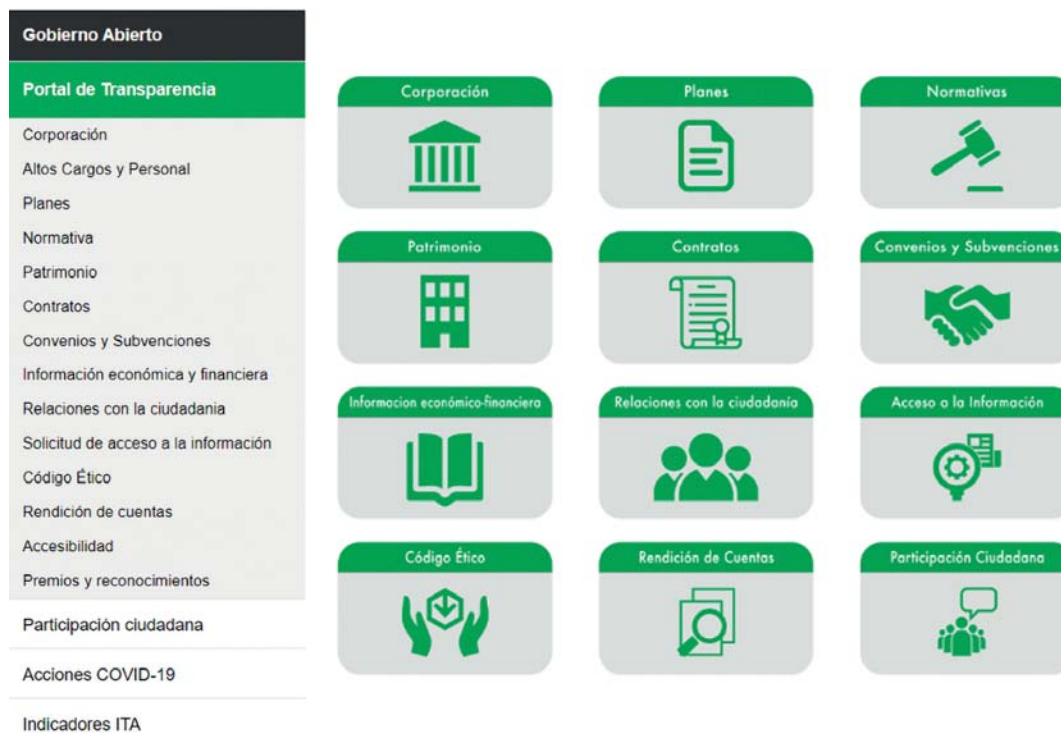 Gobierno Abierto
Portal de Transparencia
Corporación
Altos Cargos y Personal
Planes
Normativa
Patrimonio
Contratos
Convenios y Subvenciones
Información económica y financiera
Relaciones con la ciudadania
Solicitud de acceso a la información
Código Ético
Rendición de cuentas
Accesibilidad
Premios y reconocimientos
Participación ciudadana
Acciones COVID-19
Indicadores ITA
Corporación
Planes
Normativas
Patrimonio
Contratos
Convenios y Subvenciones
Informacion económico-financiera
Relaciones con la ciudadanía
Acceso a la Información
Código Ético
Rendición de Cuentas
Participación Ciudadana